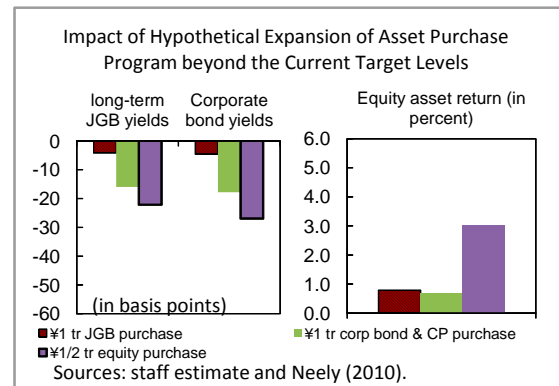 Impact of Hypothetical Expansion of Asset Purchase
Program beyond the Current Target Levels
long-term
JGB yields
Corporate
bond yields
0
-10
-20
-30
-40
-50
-60
(in basis points)
Equity asset return (in
percent)
6.0
5.0
4.0
3.0
2.0
1.0
0.0
¥1 tr JGB purchase
¥1 tr corp bond & CP purchase
¥1/2 tr equity purchase
Sources: staff estimate and Neely (2010).